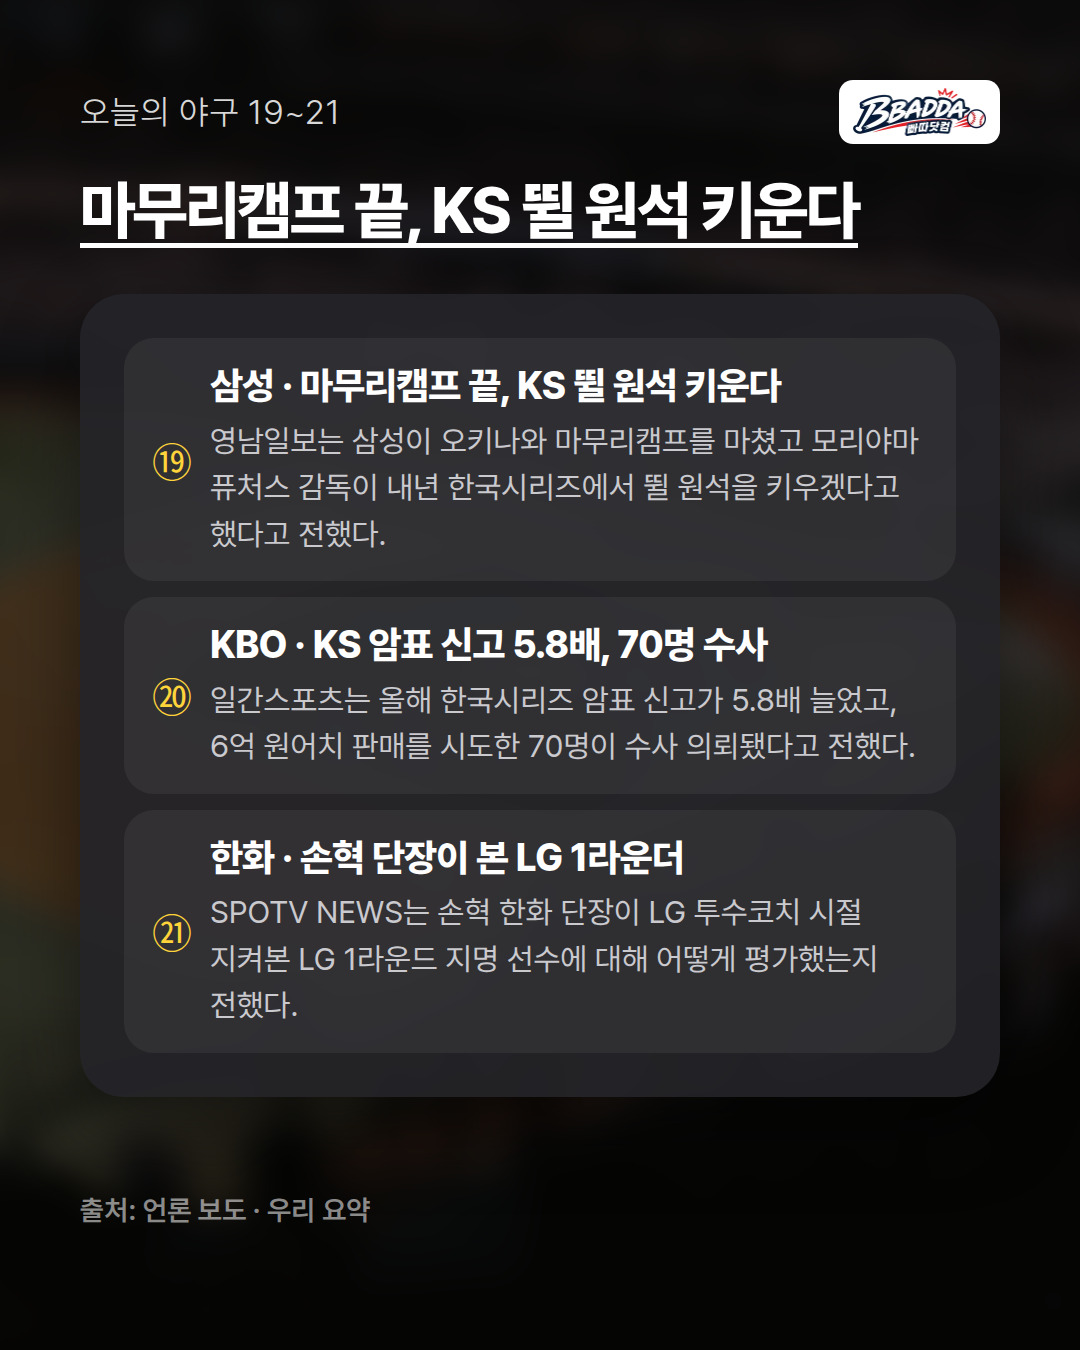 오늘의 야구 19~21
BBADDA
빠따닷컴
마무리캠프 끝, KS 뛸 원석 키운다
삼성 · 마무리캠프 끝, KS 뛸 원석 키운다
⑲
영남일보는 삼성이 오키나와 마무리캠프를 마쳤고 모리야마
퓨처스 감독이 내년 한국시리즈에서 뛸 원석을 키우겠다고
했다고 전했다.
KBO · KS 암표 신고 5.8배, 70명 수사
⑳
일간스포츠는 올해 한국시리즈 암표 신고가 5.8배 늘었고,
6억 원어치 판매를 시도한 70명이 수사 의뢰됐다고 전했다.
한화 · 손혁 단장이 본 LG 1라운더
㉑
SPOTV NEWS는 손혁 한화 단장이 LG 투수코치 시절
지켜본 LG 1라운드 지명 선수에 대해 어떻게 평가했는지
전했다.
출처: 언론 보도 · 우리 요약